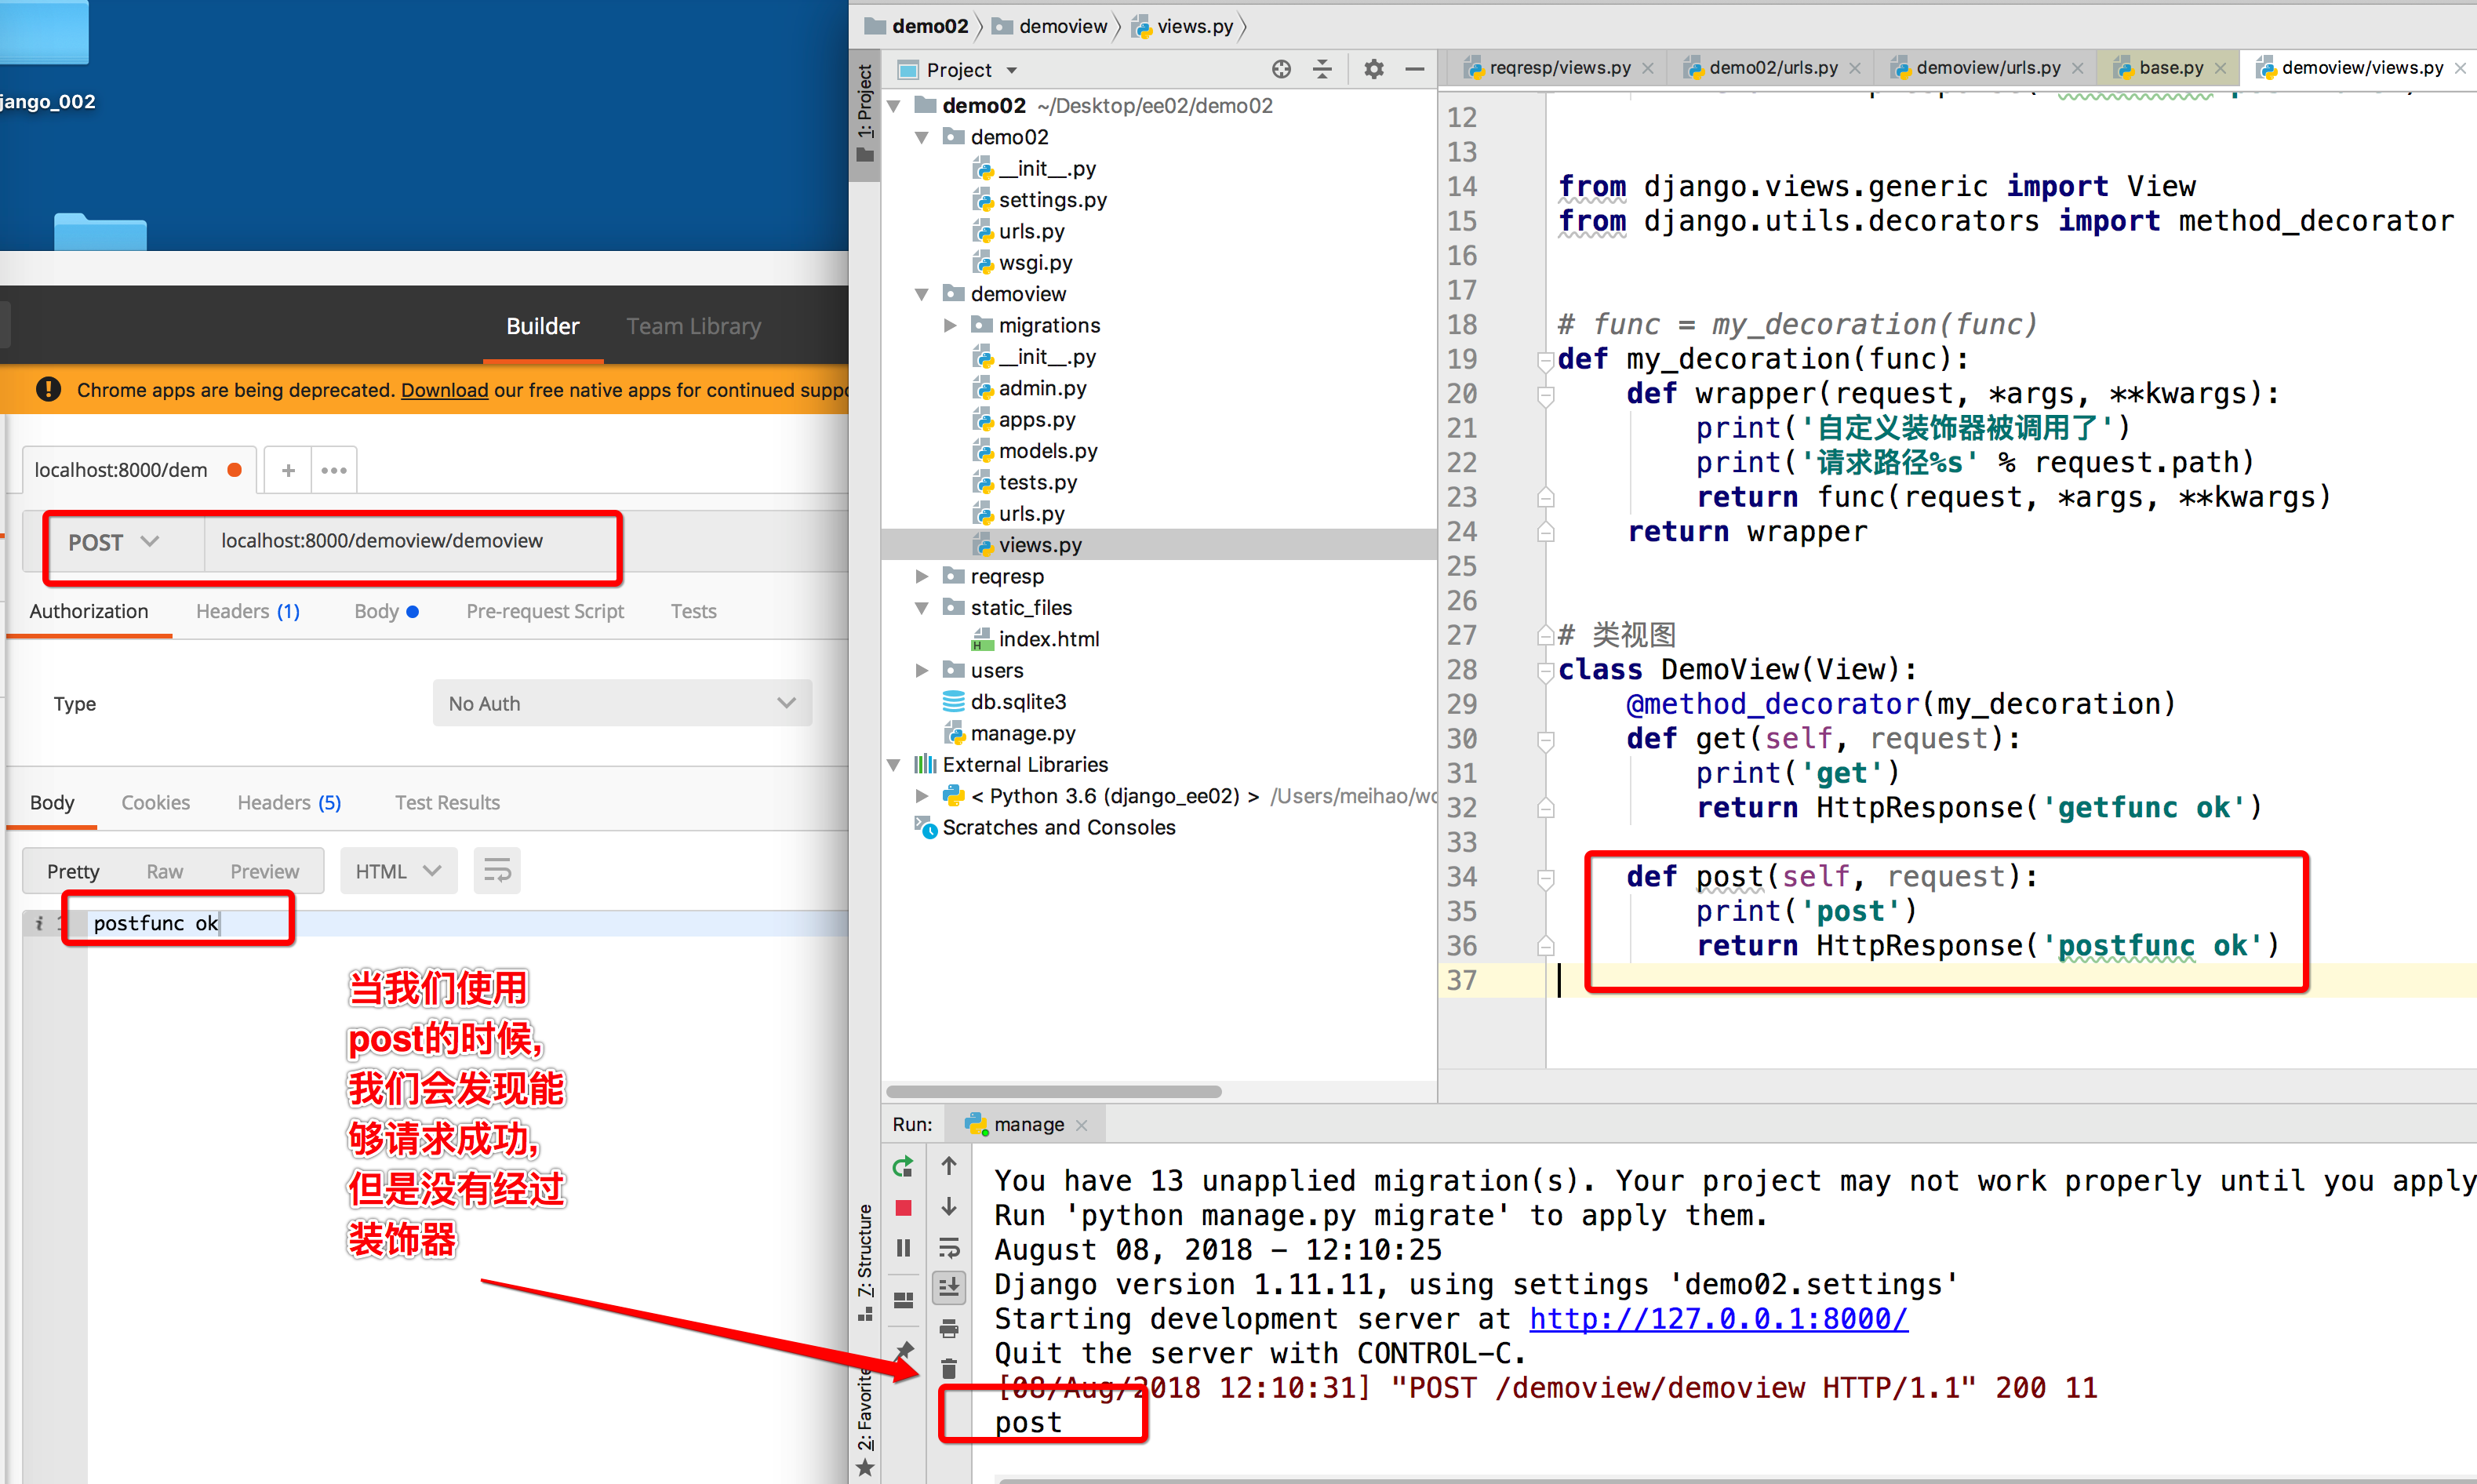 jango_002
Builder
Team Library
Chrome apps are being deprecated. Download our free native apps for continued suppo
localhost:8000/dem
+
POST
localhost:8000/demoview/demoview
Authorization
Headers (1)
Body
Pre-request Script
Tests
Type
No Auth
Body
Cookies
Headers (5)
Test Results
Pretty
Raw
Preview
HTML
i 1
postfunc ok
当我们使用
post的时候,
我们会发现能
够请求成功,
但是没有经过
装饰器
demo02
demoview
views.py
1: Project
Project
demo02 ~/Desktop/ee02/demo02
demo02
__init__.py
settings.py
urls.py
wsgi.py
demoview
migrations
__init__.py
admin.py
apps.py
models.py
tests.py
urls.py
views.py
reqresp
static_files
index.html
users
db.sqlite3
manage.py
External Libraries
< Python 3.6 (django_ee02) > /Users/meihao/wo
Scratches and Consoles
reqresp/views.py
demo02/urls.py
demoview/urls.py
base.py
demoview/views.py
12
13
14 from django.views.generic import View
15 from django.utils.decorators import method_decorator
16
17
18 # func = my_decoration(func)
19 def my_decoration(func):
20 def wrapper(request, *args, **kwargs):
21 print('自定义装饰器被调用了')
22 print('请求路径%s' % request.path)
23 return func(request, *args, **kwargs)
24 return wrapper
25
26
27 # 类视图
28 class DemoView(View):
29 @method_decorator(my_decoration)
30 def get(self, request):
31 print('get')
32 return HttpResponse('getfunc ok')
33
34 def post(self, request):
35 print('post')
36 return HttpResponse('postfunc ok')
37
Run:
manage
7: Structure
2: Favorite
You have 13 unapplied migration(s). Your project may not work properly until you apply
Run 'python manage.py migrate' to apply them.
August 08, 2018 - 12:10:25
Django version 1.11.11, using settings 'demo02.settings'
Starting development server at http://127.0.0.1:8000/
Quit the server with CONTROL-C.
[08/Aug/2018 12:10:31] "POST /demoview/demoview HTTP/1.1" 200 11
post